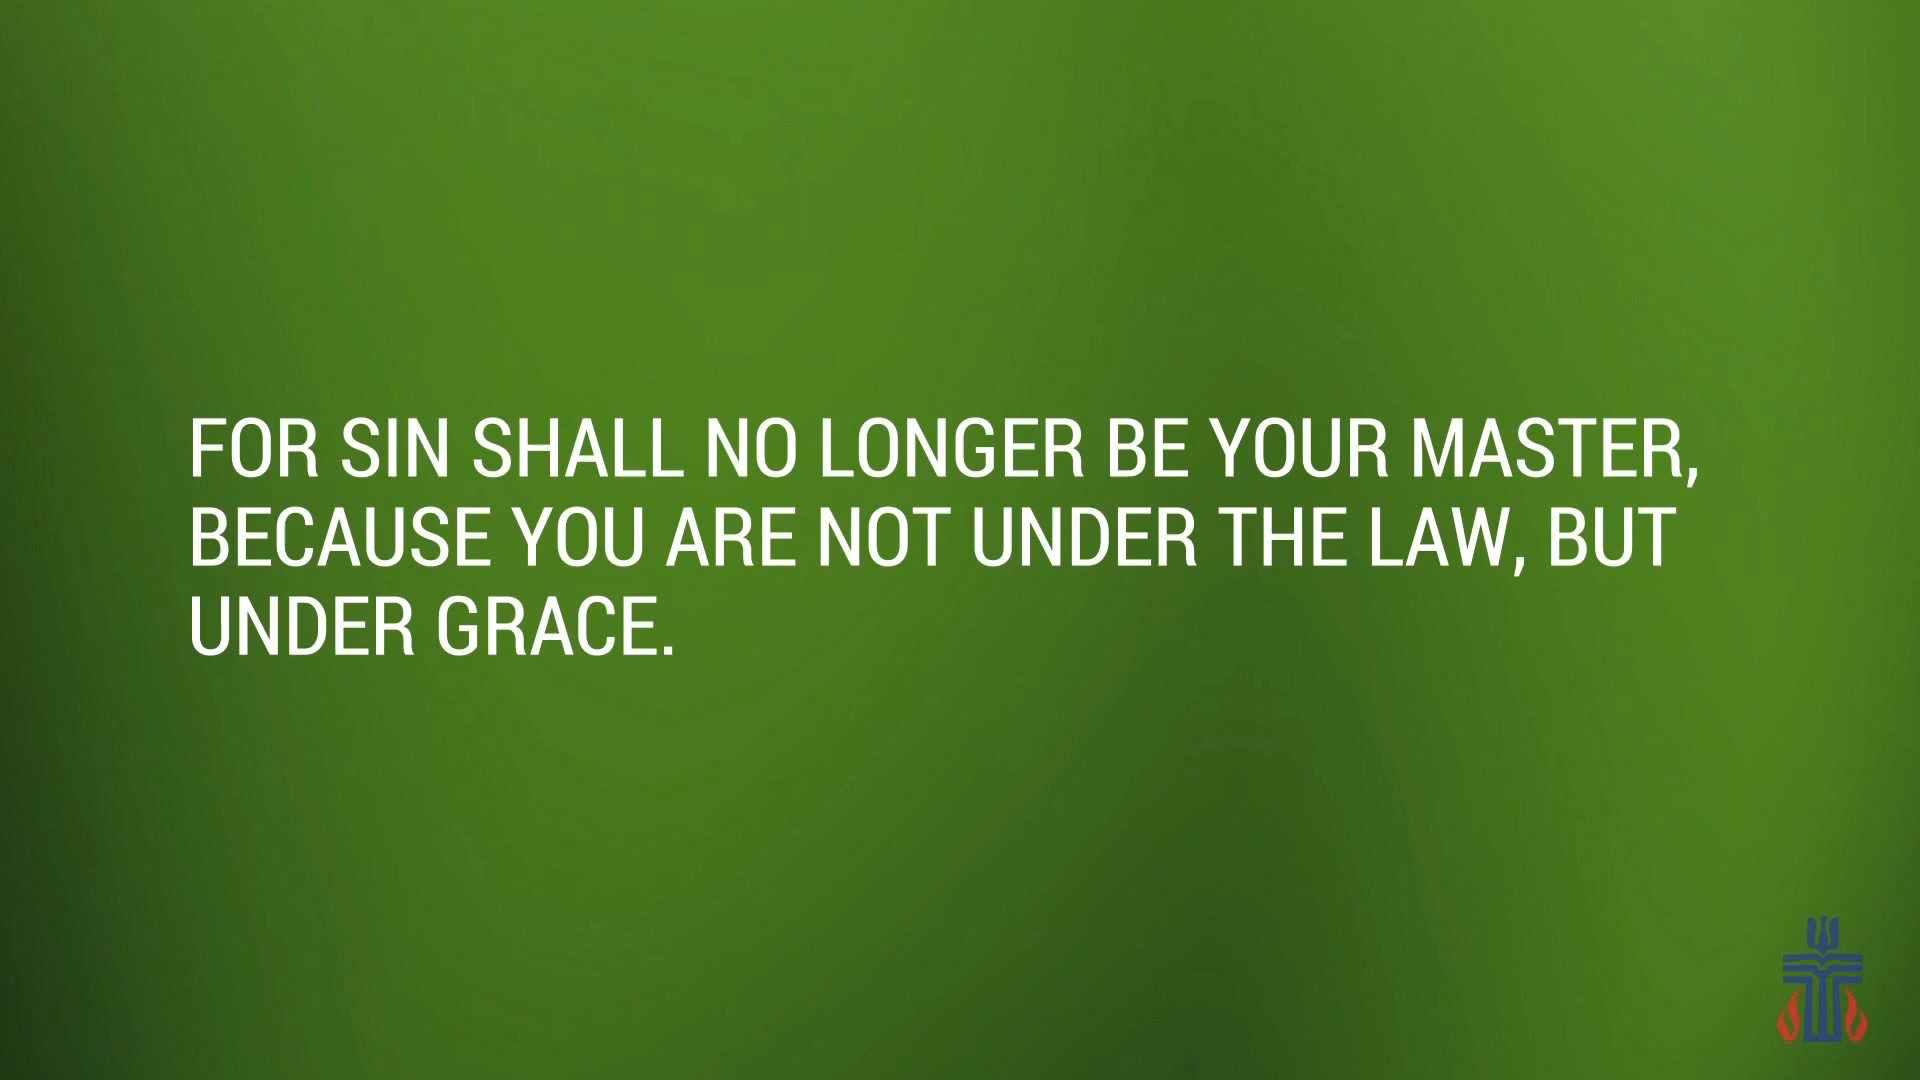 FOR SIN SHALL NO LONGER BE YOUR MASTER,
BECAUSE YOU ARE NOT UNDER THE LAW, BUT
UNDER GRACE.